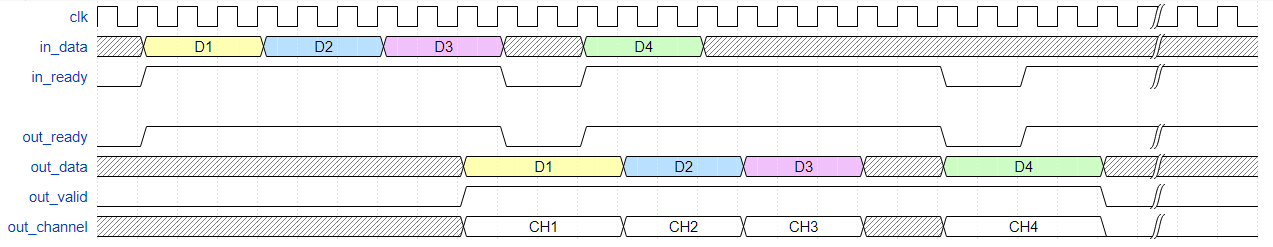 clk
in_data D1 D2 D3 D4
in_ready
out_ready
out_data D1 D2 D3 D4
out_valid
out_channel CH1 CH2 CH3 CH4